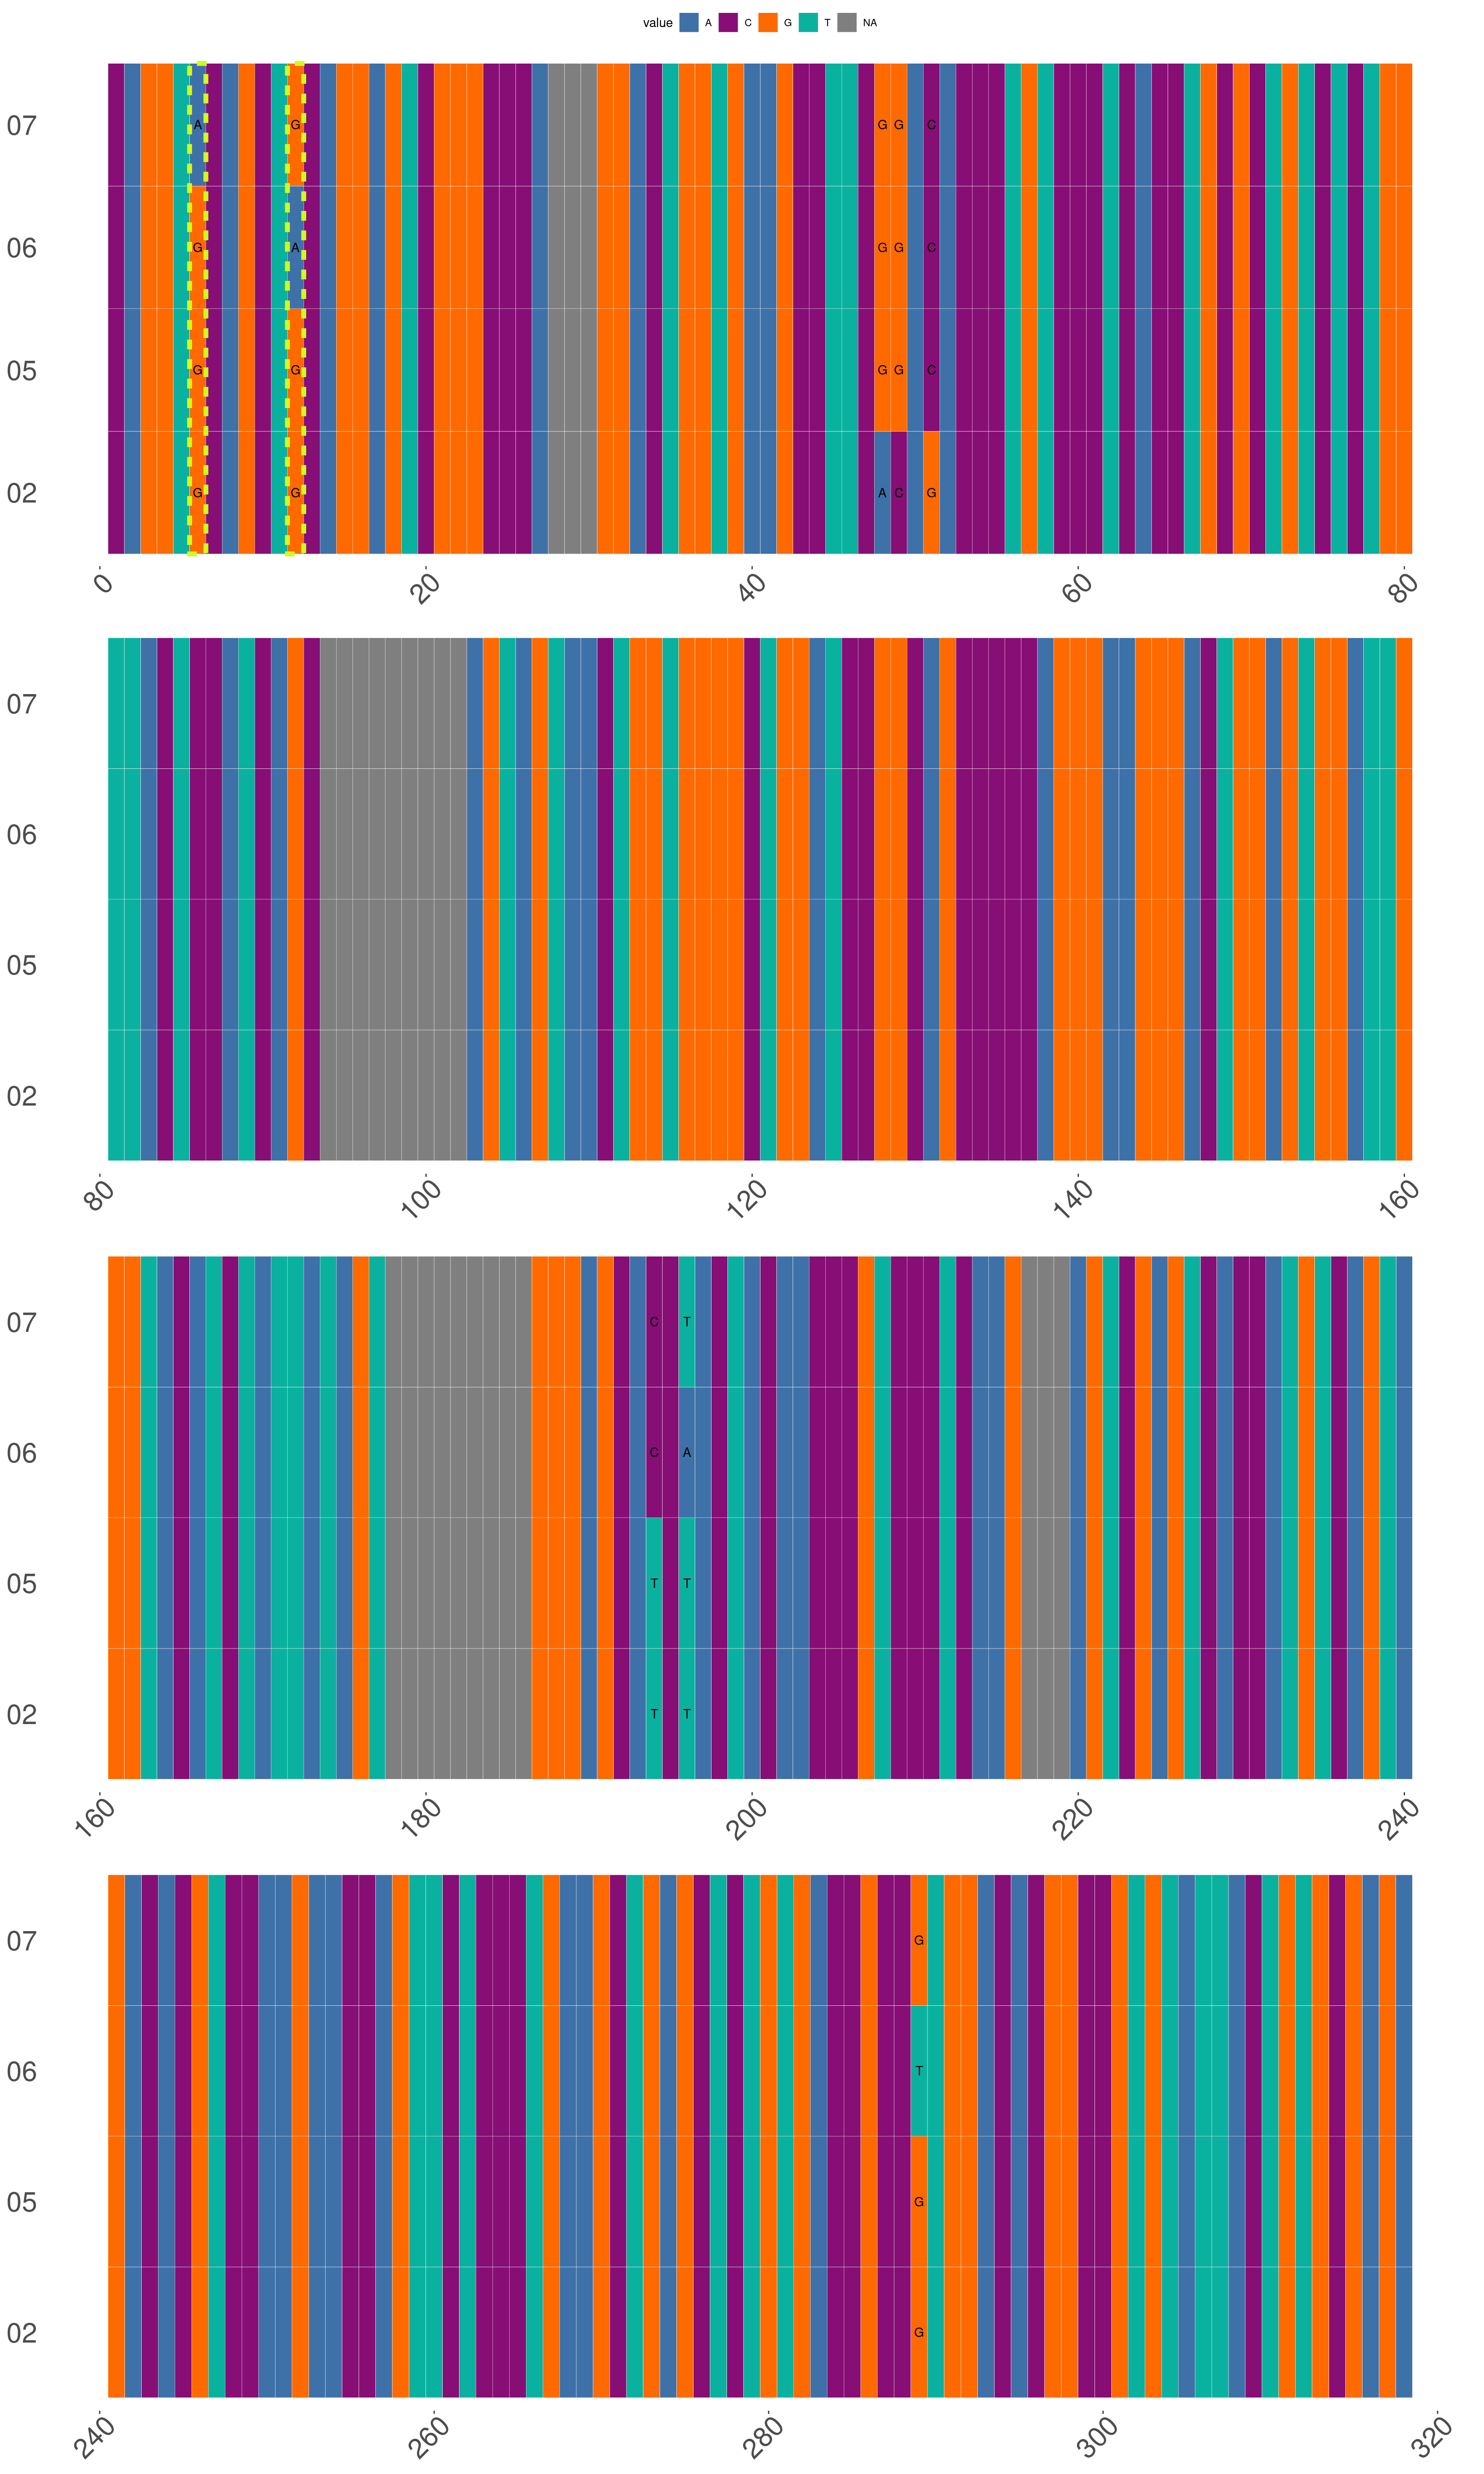 value A C G T NA
07 A G G G C
06 G A G G C
05 G G G G C
02 G G A C G
0 20 40 60 80
07
06
05
02
80 100 120 140 160
07 C T
06 C A
05 T T
02 T T
160 180 200 220 240
07 G
06 T
05 G
02 G
240 260 280 300 320